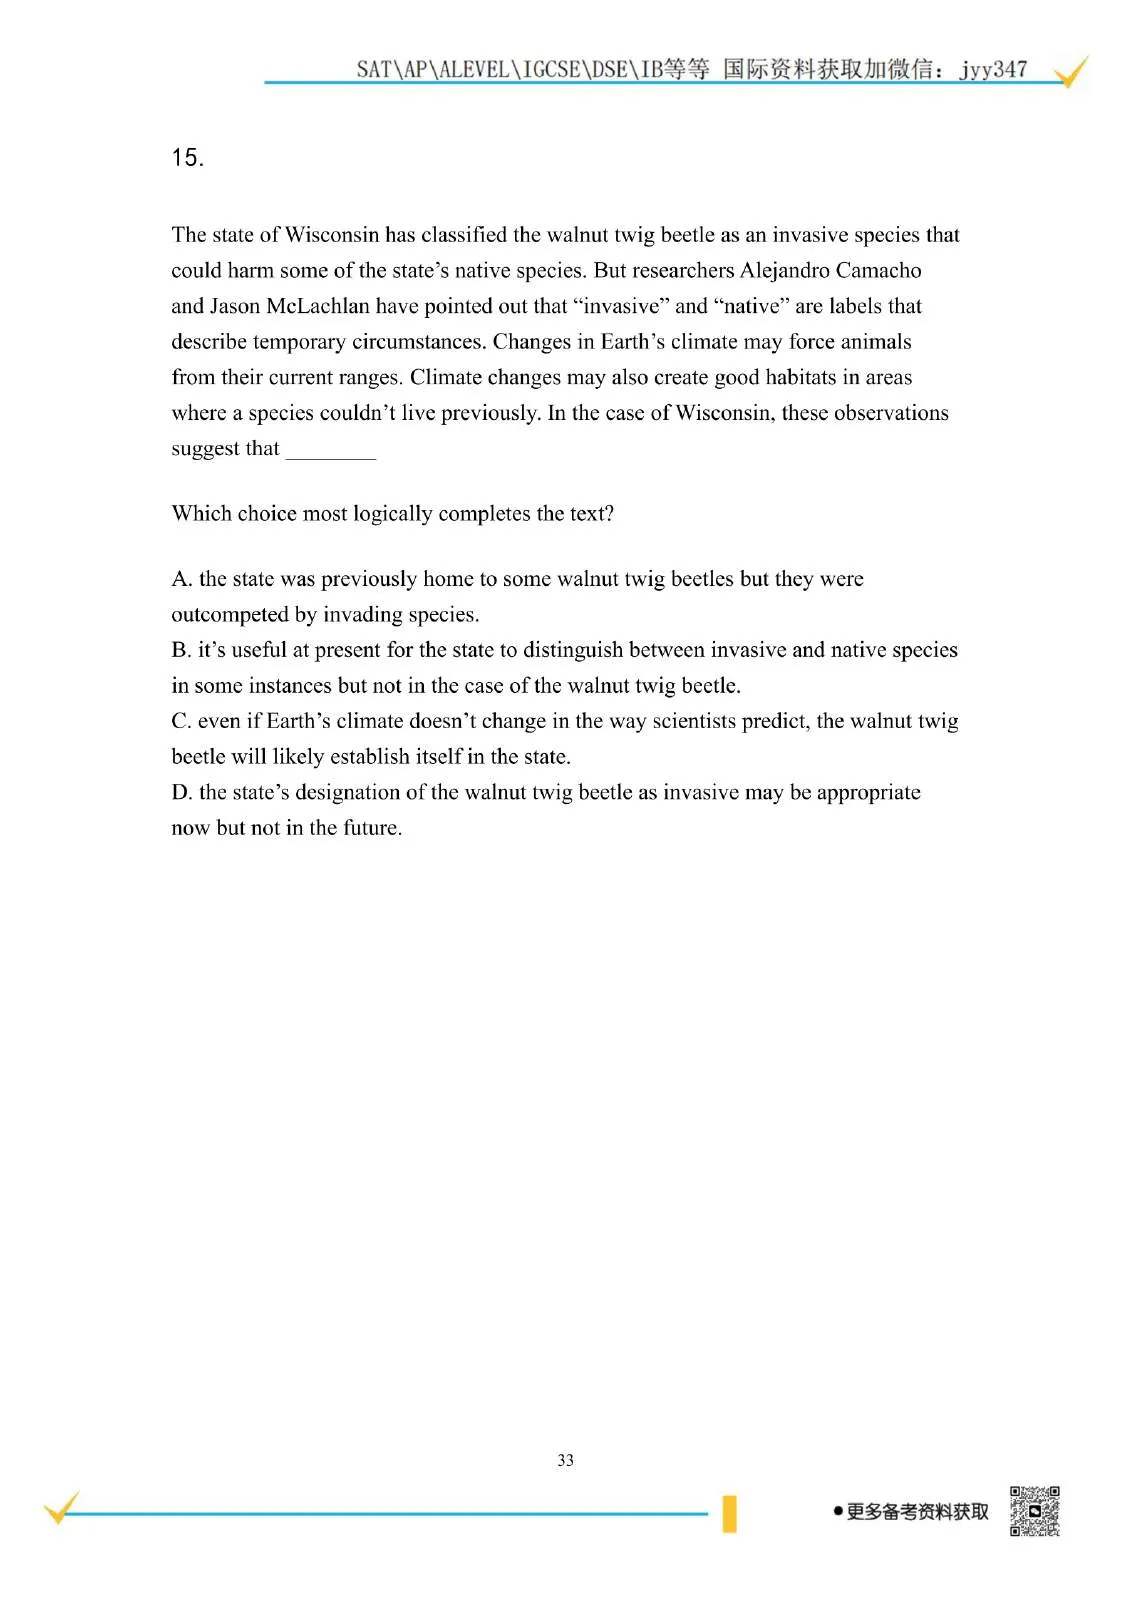 SAT\AP\ALEVEL\IGCSE\DSE\IB等等 国际资料获取加微信：jyy347
15.
The state of Wisconsin has classified the walnut twig beetle as an invasive species that
could harm some of the state’s native species. But researchers Alejandro Camacho
and Jason McLachlan have pointed out that “invasive” and “native” are labels that
describe temporary circumstances. Changes in Earth’s climate may force animals
from their current ranges. Climate changes may also create good habitats in areas
where a species couldn’t live previously. In the case of Wisconsin, these observations
suggest that ________
Which choice most logically completes the text?
A. the state was previously home to some walnut twig beetles but they were
outcompeted by invading species.
B. it’s useful at present for the state to distinguish between invasive and native species
in some instances but not in the case of the walnut twig beetle.
C. even if Earth’s climate doesn’t change in the way scientists predict, the walnut twig
beetle will likely establish itself in the state.
D. the state’s designation of the walnut twig beetle as invasive may be appropriate
now but not in the future.
33
●更多备考资料获取